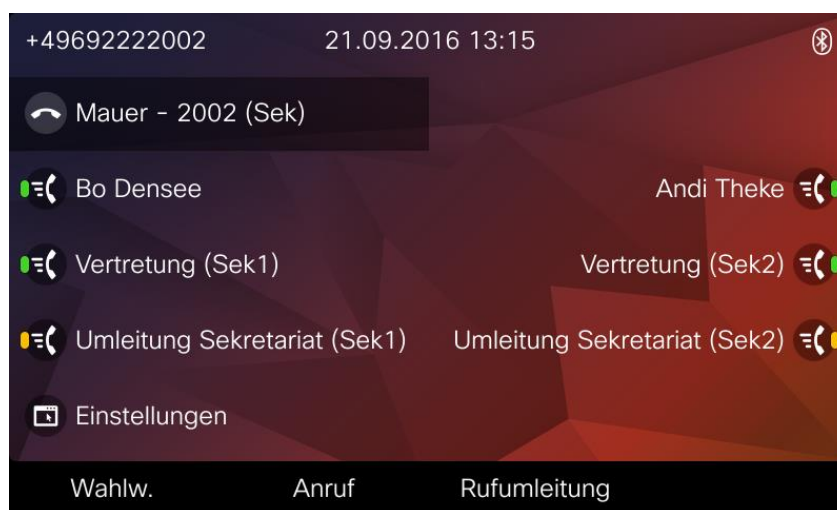 +49692222002 21.09.2016 13:15
Mauer - 2002 (Sek)
Bo Densee Andi Theke
Vertretung (Sek1) Vertretung (Sek2)
Umleitung Sekretariat (Sek1) Umleitung Sekretariat (Sek2)
Einstellungen
Wahlw. Anruf Rufumleitung